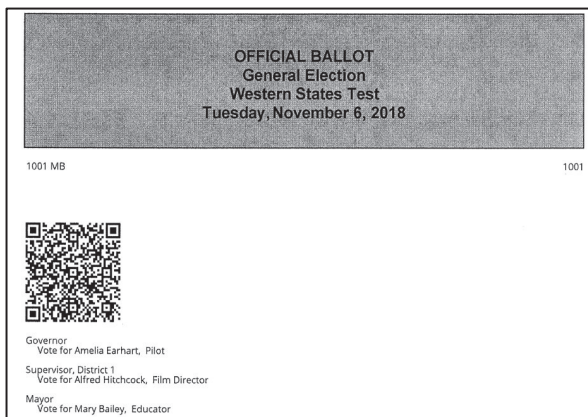 OFFICIAL BALLOT
General Election
Western States Test
Tuesday, November 6, 2018
1001 MB 1001
Governor
Vote for Amelia Earhart, Pilot
Supervisor, District 1
Vote for Alfred Hitchcock, Film Director
Mayor
Vote for Mary Bailey, Educator